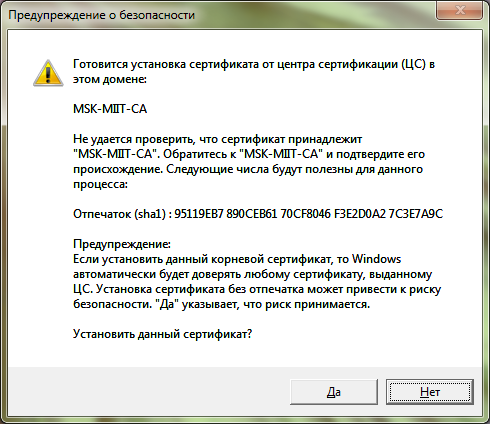 Предупреждение о безопасности
Готовится установка сертификата от центра сертификации (ЦС) в
этом домене:
MSK-MIIT-CA
Не удается проверить, что сертификат принадлежит
"MSK-MIIT-CA". Обратитесь к "MSK-MIIT-CA" и подтвердите его
происхождение. Следующие числа будут полезны для данного
процесса:
Отпечаток (sha1) : 95119EB7 890CEB61 70CF8046 F3E2D0A2 7C3E7A9C
Предупреждение:
Если установить данный корневой сертификат, то Windows
автоматически будет доверять любому сертификату, выданному
ЦС. Установка сертификата без отпечатка может привести к риску
безопасности. "Да" указывает, что риск принимается.
Установить данный сертификат?
Да
Нет